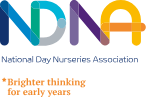 NDNA
National Day Nurseries Association
Brighter thinking
for early years